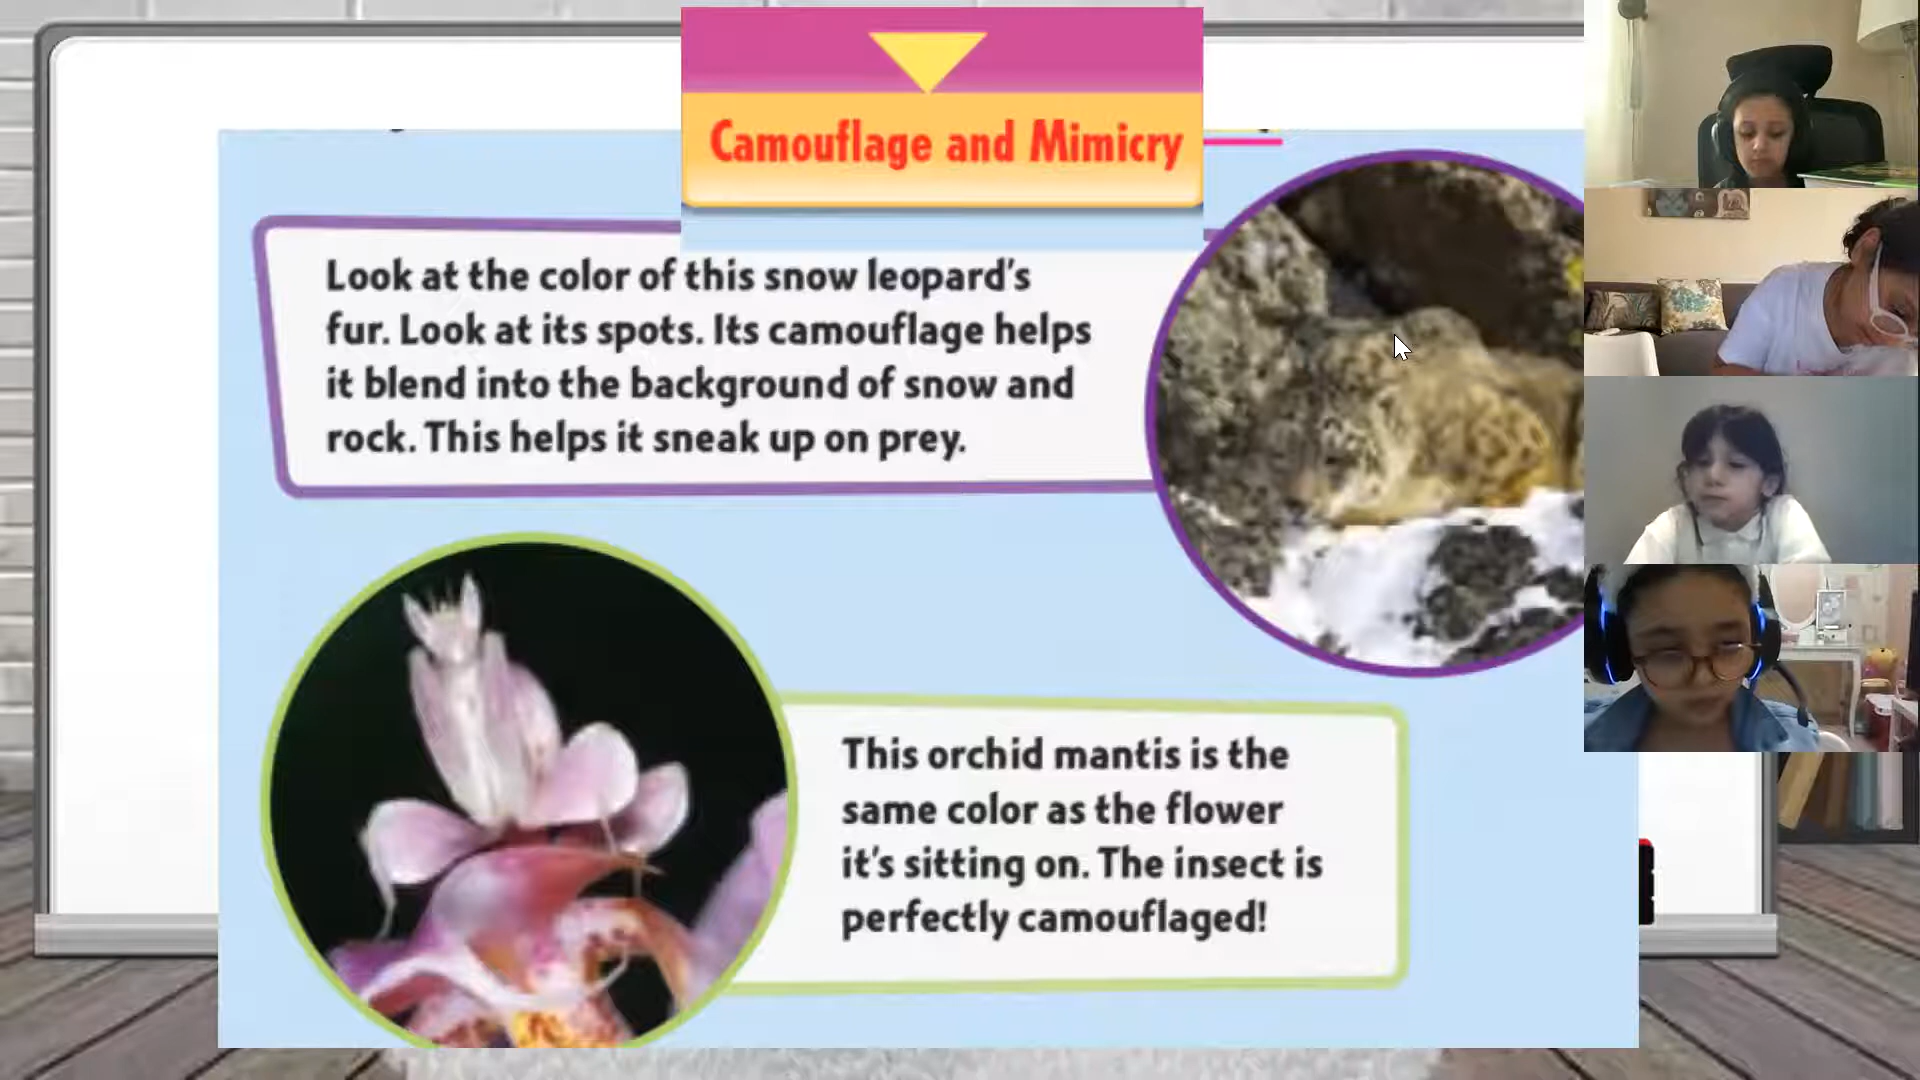 Camouflage and Mimicry
Look at the color of this snow leopard's
fur. Look at its spots. Its camouflage helps
it blend into the background of snow and
rock. This helps it sneak up on prey.
This orchid mantis is the
same color as the flower
it's sitting on. The insect is
perfectly camouflaged!